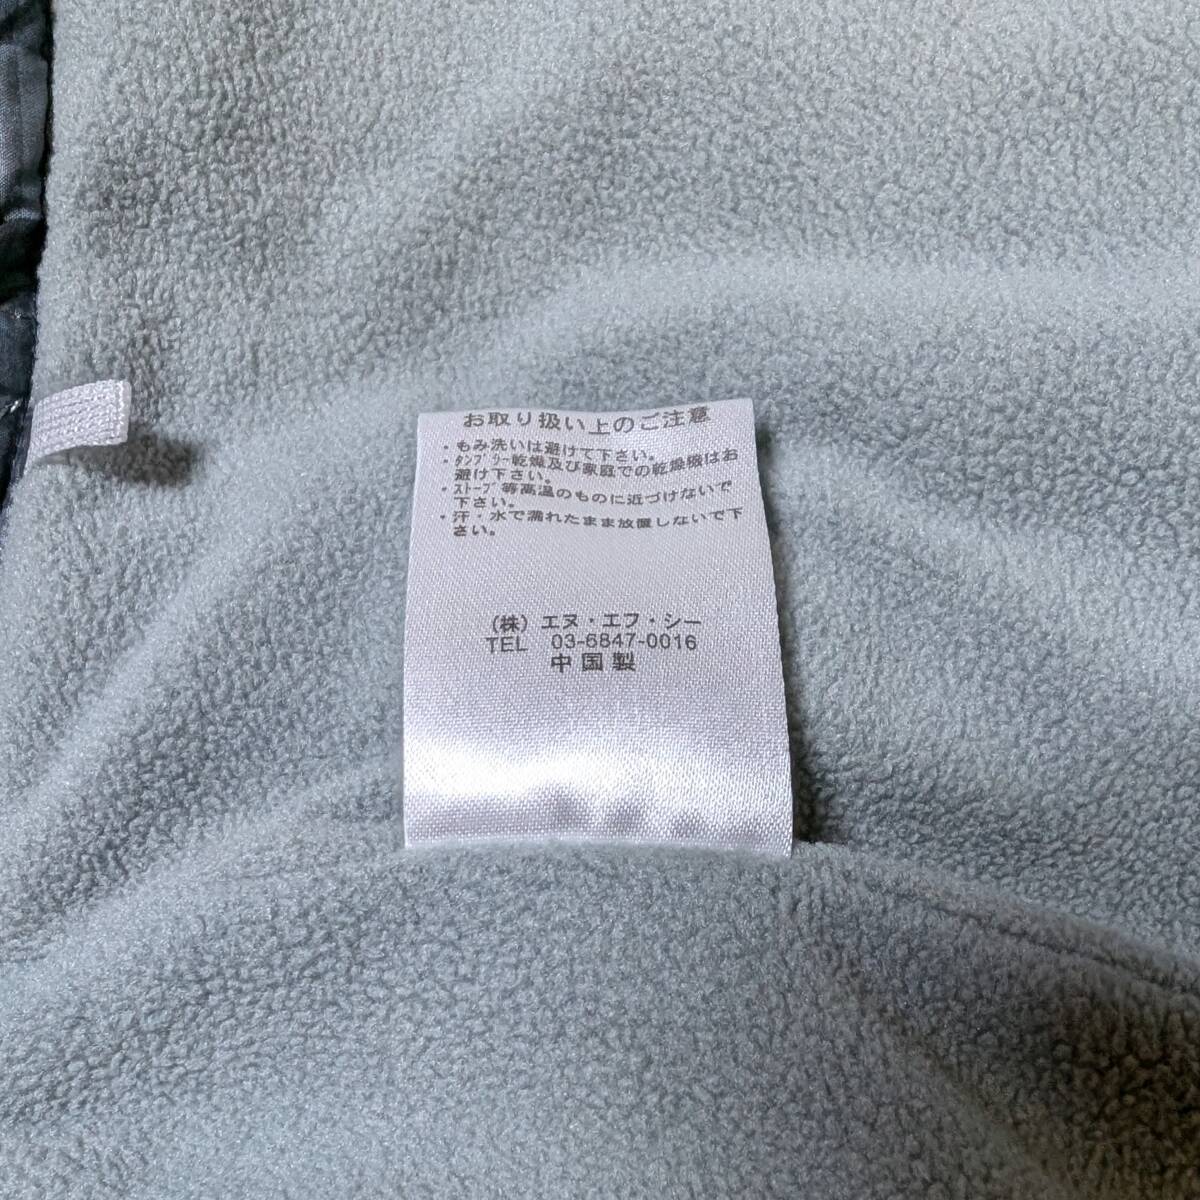 お取り扱い上のご注意
・もみ洗いは避けて下さい。
・タンブラー乾燥及び家庭での乾燥機はお
避け下さい。
・ストーブ等高温のものに近づけないで
下さい。
・汗・水で濡れたまま放置しないで下
さい。
(株) エヌ・エフ・シー
TEL 03-6847-0016
中国製